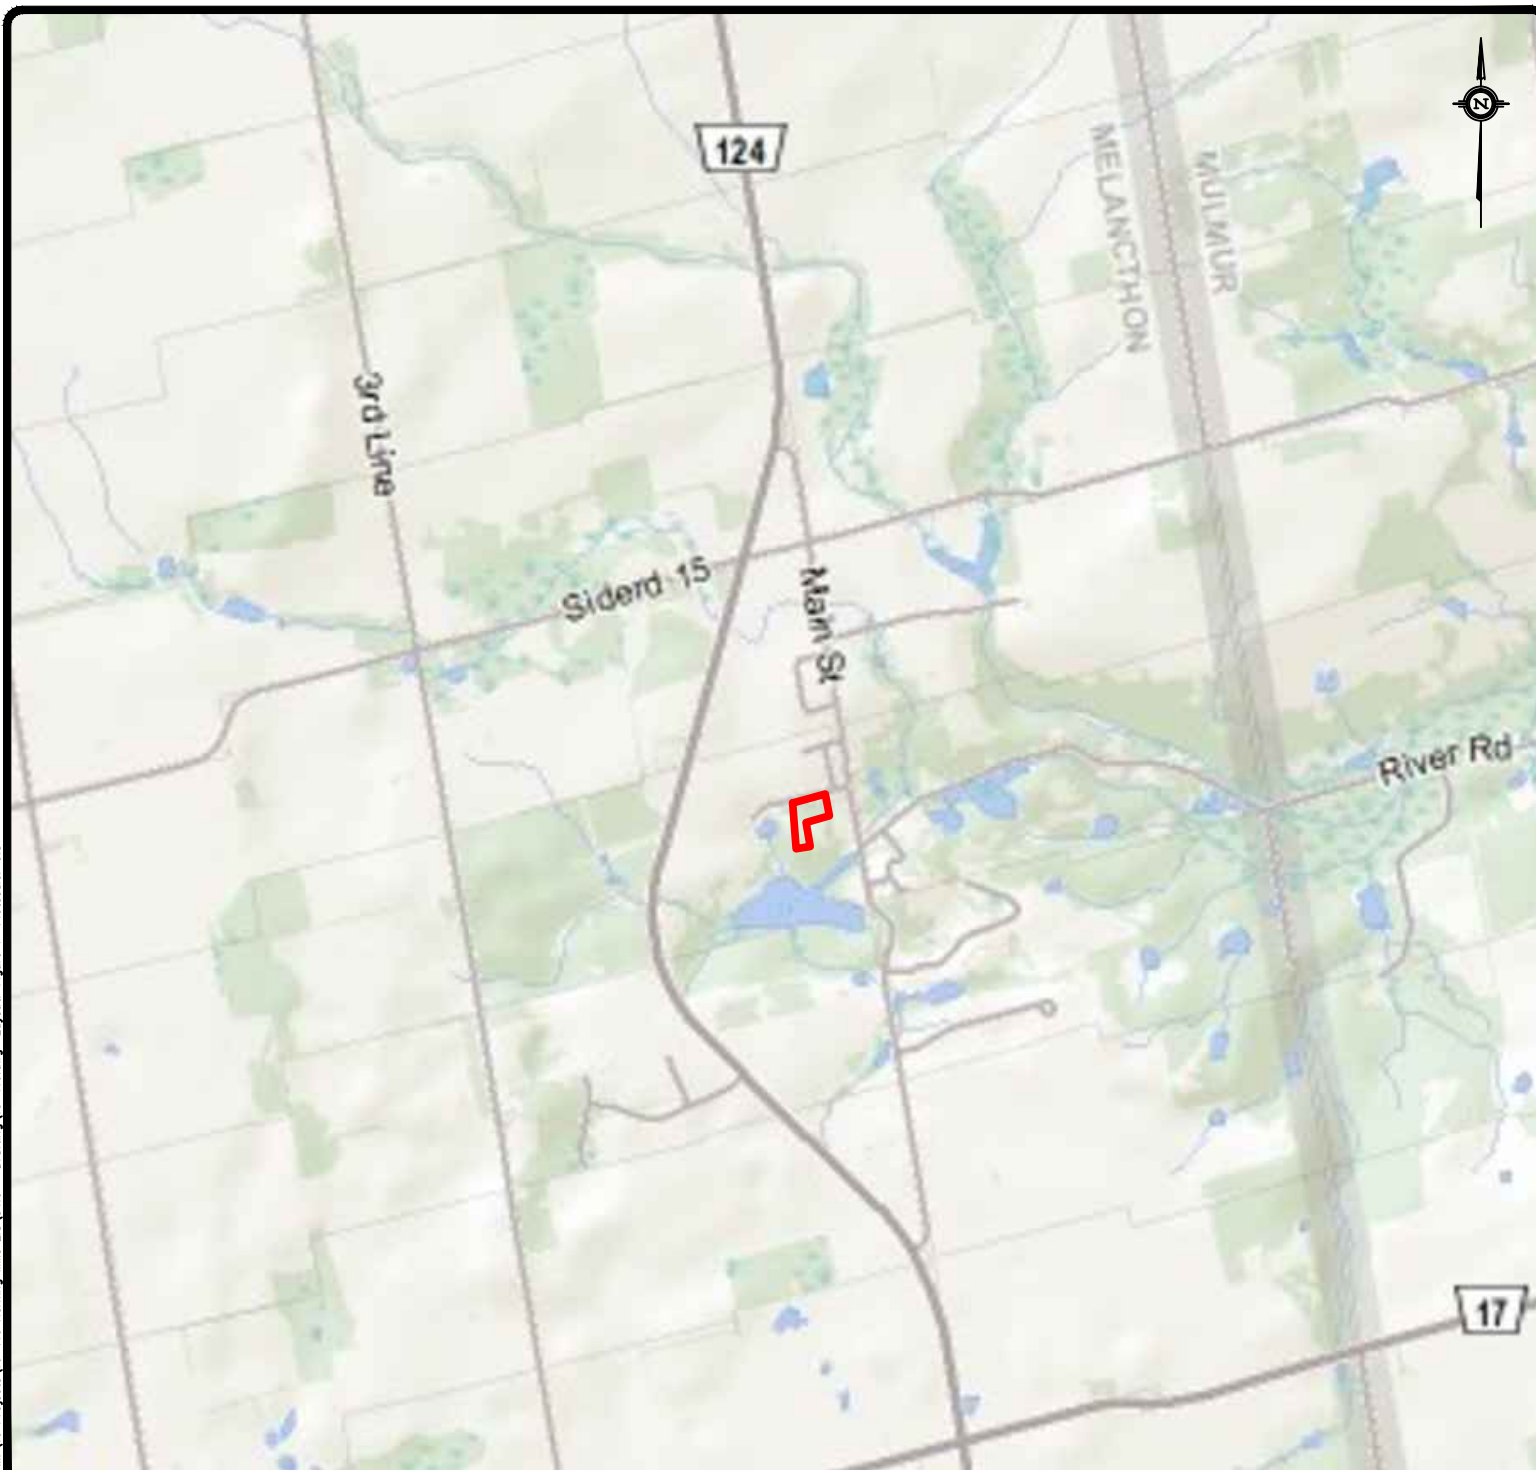 N
124
MELANCTHON
MULMUR
3rd Line
Siderd 15
Main St
River Rd
17